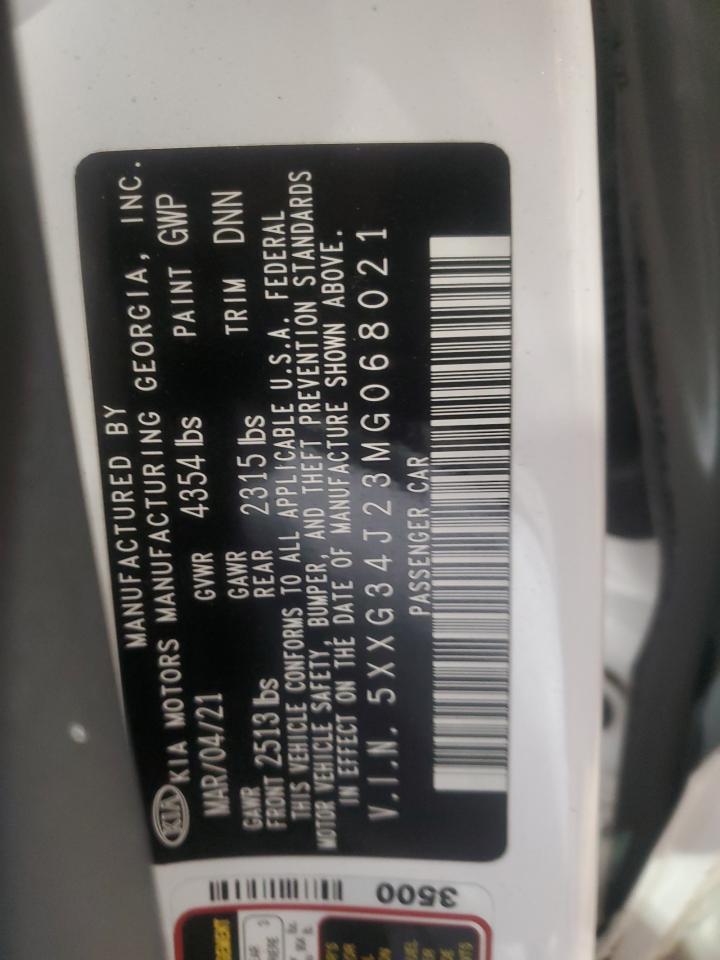 MANUFACTURED BY
KIA KIA MOTORS MANUFACTURING GEORGIA, INC.
MAR/04/21 GVWR 4354 lbs PAINT GWP
GAWR FRONT 2513 lbs GAWR REAR 2315 lbs TRIM DNN
THIS VEHICLE CONFORMS TO ALL APPLICABLE U.S.A. FEDERAL
MOTOR VEHICLE SAFETY, BUMPER, AND THEFT PREVENTION STANDARDS
IN EFFECT ON THE DATE OF MANUFACTURE SHOWN ABOVE.
V.I.N. 5XXG34J23MG068021
PASSENGER CAR
3500